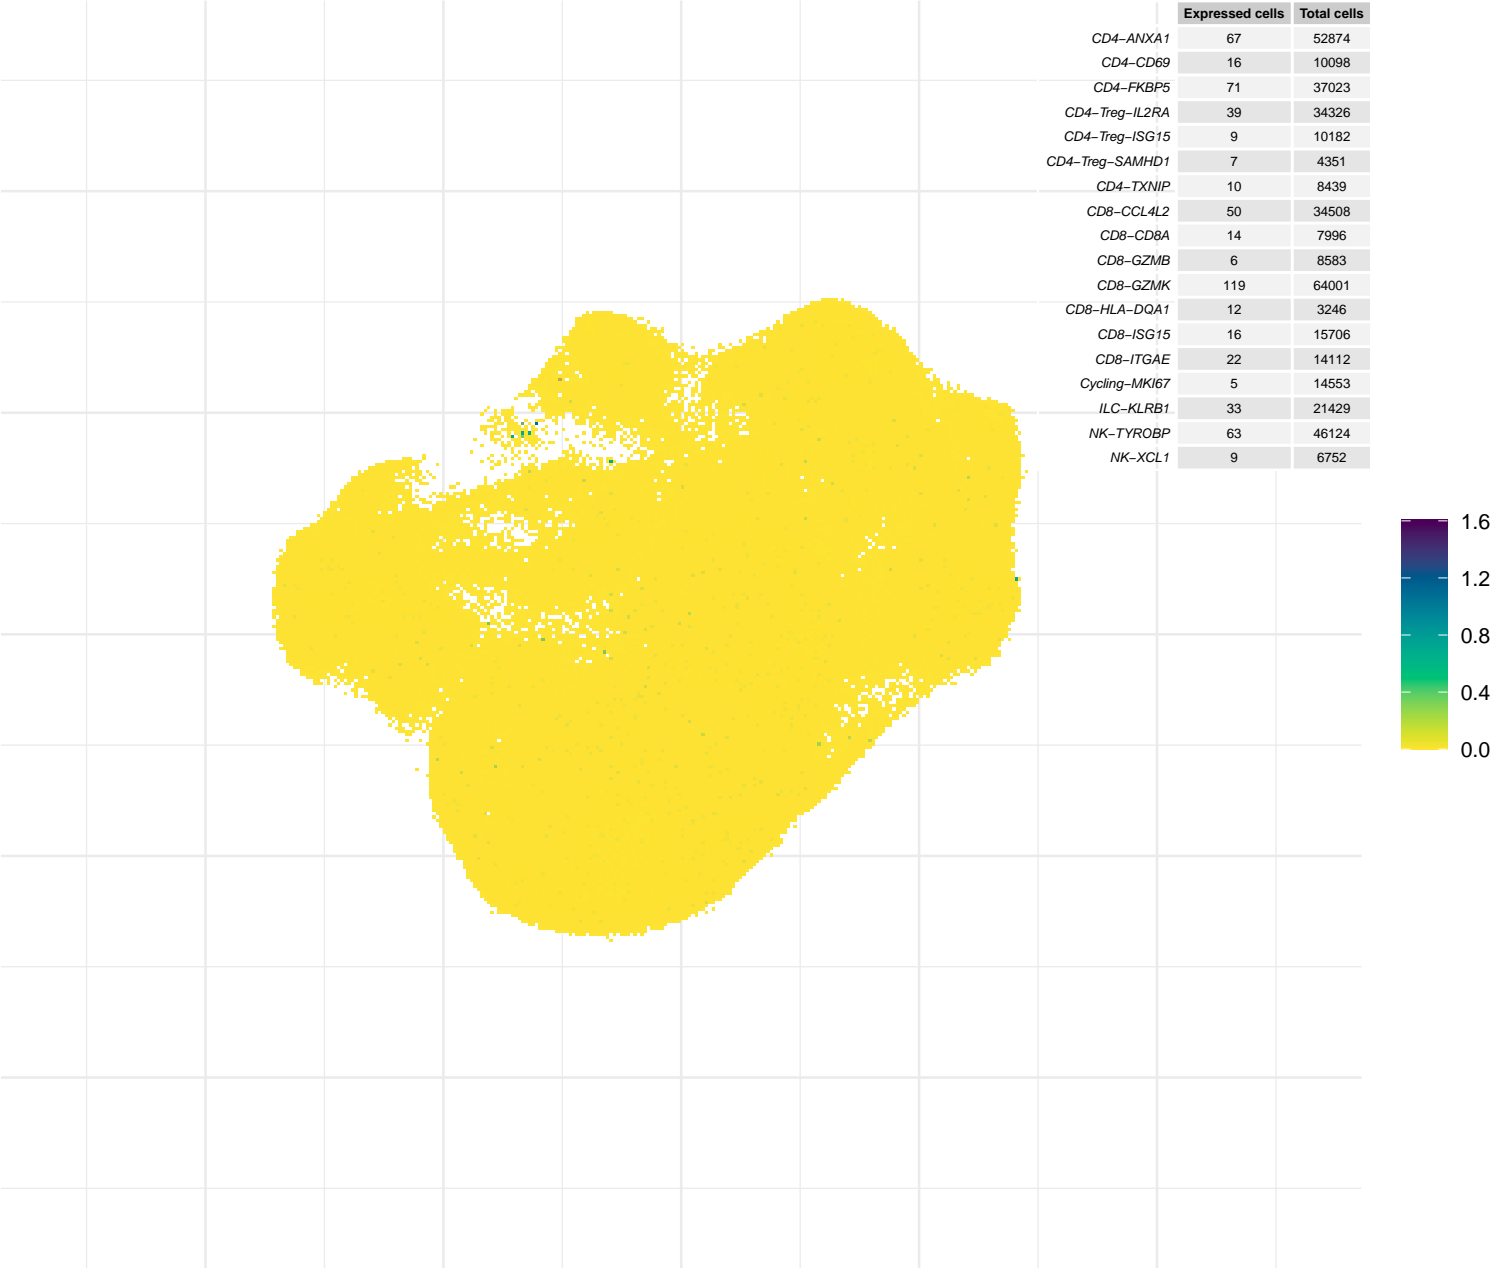 Expressed cells Total cells
CD4−ANXA1 67 52874
CD4−CD69 16 10098
CD4−FKBP5 71 37023
CD4−Treg−IL2RA 39 34326
CD4−Treg−ISG15 9 10182
CD4−Treg−SAMHD1 7 4351
CD4−TXNIP 10 8439
CD8−CCL4L2 50 34508
CD8−CD8A 14 7996
CD8−GZMB 6 8583
CD8−GZMK 119 64001
CD8−HLA−DQA1 12 3246
CD8−ISG15 16 15706
CD8−ITGAE 22 14112
Cycling−MKI67 5 14553
ILC−KLRB1 33 21429
NK−TYROBP 63 46124
NK−XCL1 9 6752
1.6
1.2
0.8
0.4
0.0